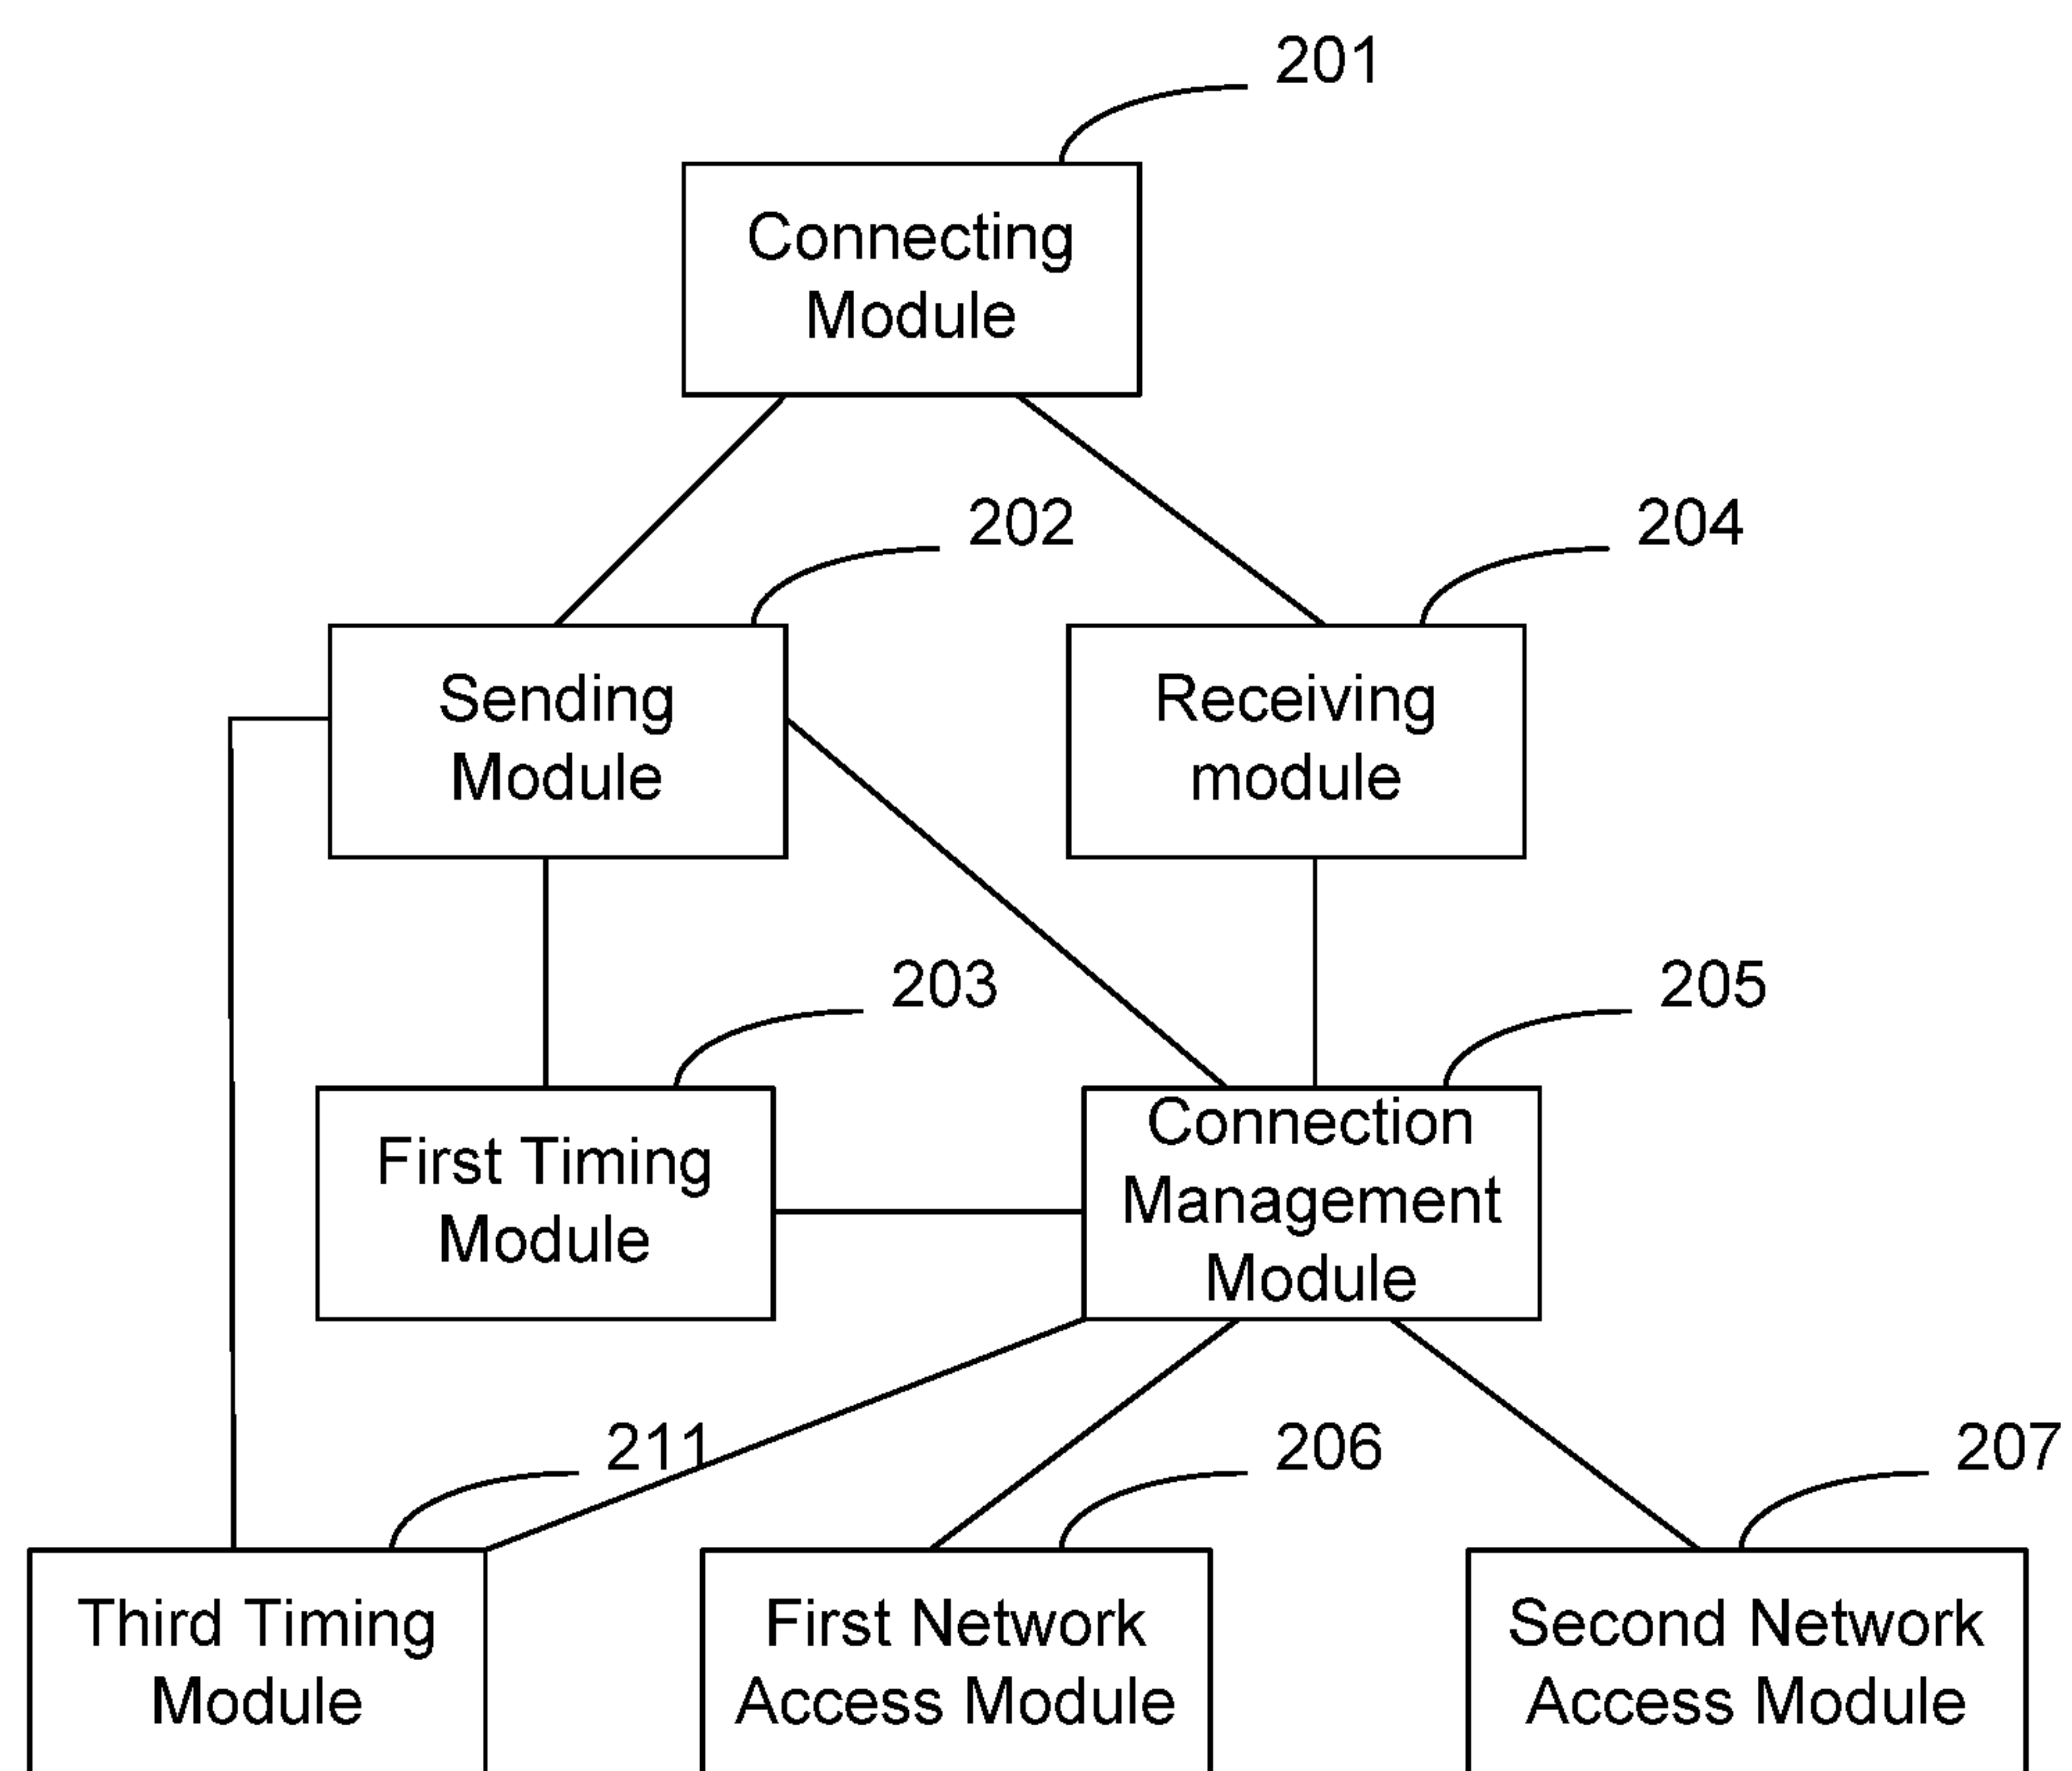 201
Connecting
Module
202
204
Sending
Module
Receiving
module
203
205
First Timing
Module
Connection
Management
Module
211
206
207
Third Timing
Module
First Network
Access Module
Second Network
Access Module